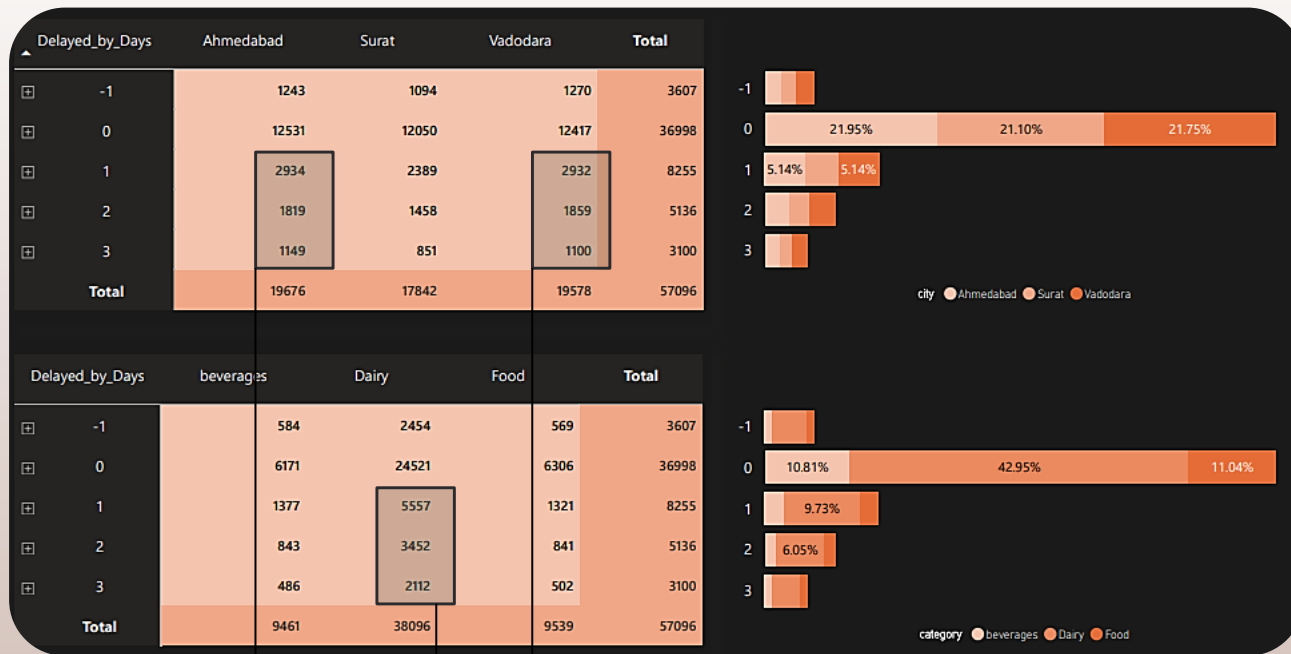 Delayed_by_Days Ahmedabad Surat Vadodara Total
-1 1243 1094 1270 3607
0 12531 12050 12417 36998
1 2934 2389 2932 8255
2 1819 1458 1859 5136
3 1149 851 1100 3100
Total 19676 17842 19578 57096
-1
0 21.95% 21.10% 21.75%
1 5.14% 5.14%
2
3
city Ahmedabad Surat Vadodara
Delayed_by_Days beverages Dairy Food Total
-1 584 2454 569 3607
0 6171 24521 6306 36998
1 1377 5557 1321 8255
2 843 3452 841 5136
3 486 2112 502 3100
Total 9461 38096 9539 57096
-1
0 10.81% 42.95% 11.04%
1 9.73%
2 6.05%
3
category beverages Dairy Food